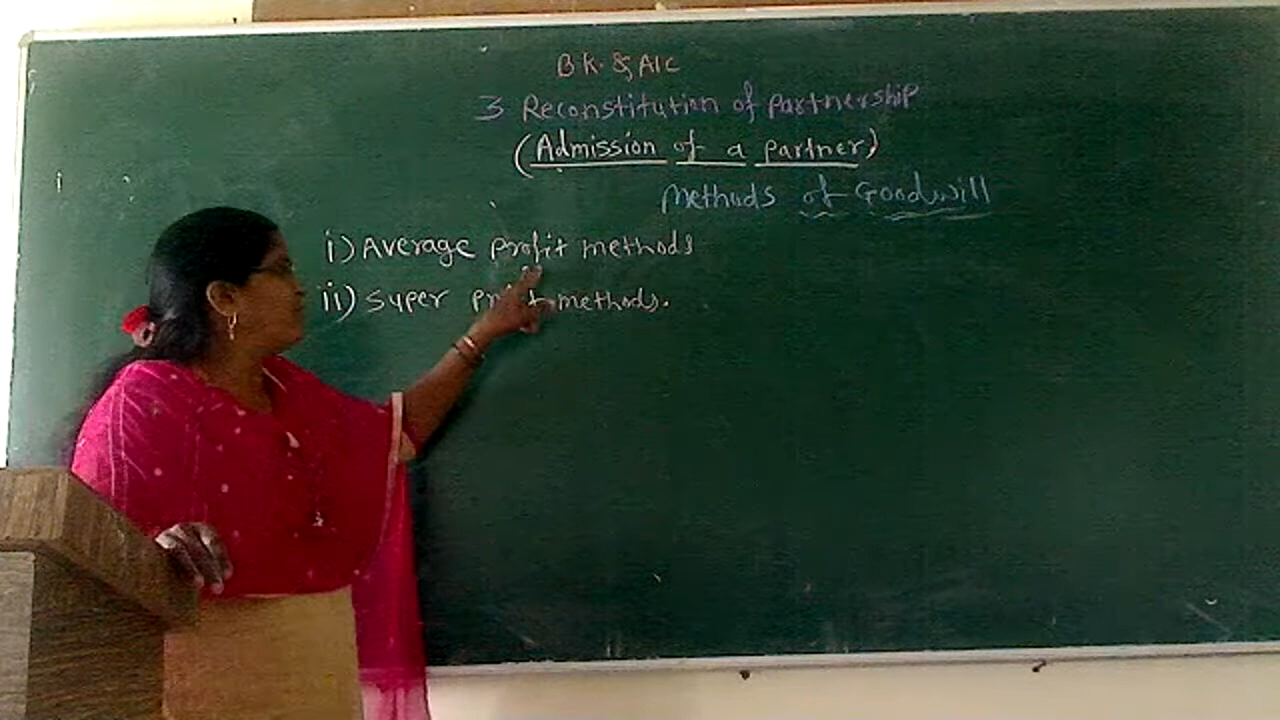 B.K. & A/C
3 Reconstitution of partnership
(Admission of a partner)
Methods of Goodwill
i) Average profit methods
ii) Super profit methods.